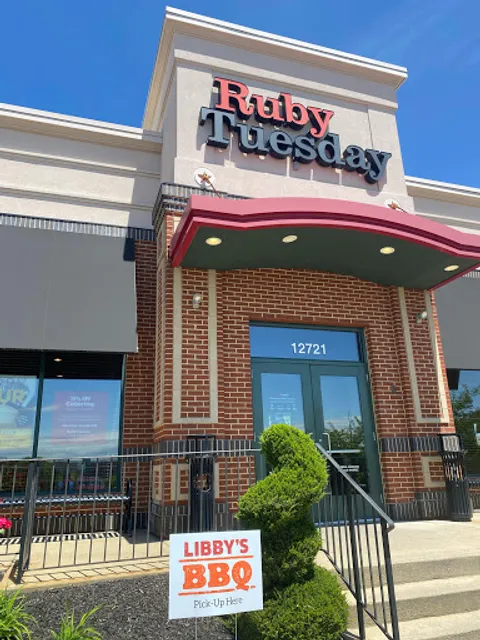 Ruby
Tuesday
12721
LIBBY'S
BBQ
Pick-Up Here